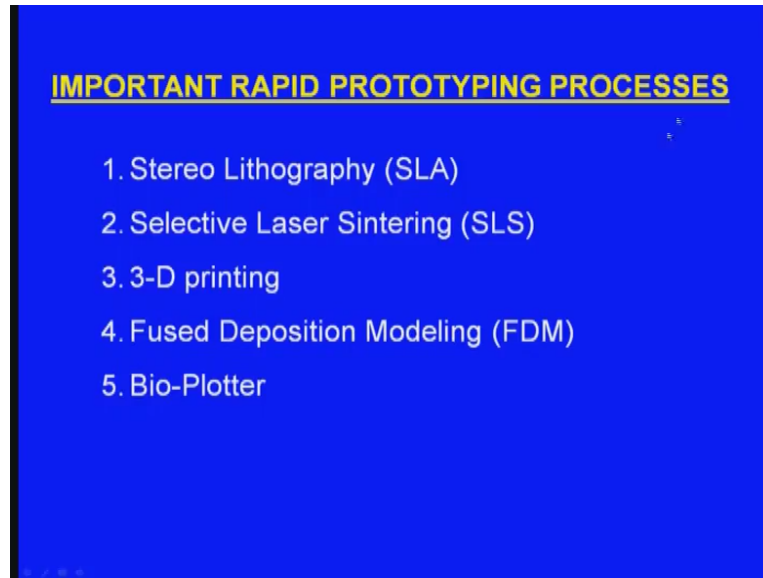 IMPORTANT RAPID PROTOTYPING PROCESSES
1. Stereo Lithography (SLA)
2. Selective Laser Sintering (SLS)
3. 3-D printing
4. Fused Deposition Modeling (FDM)
5. Bio-Plotter